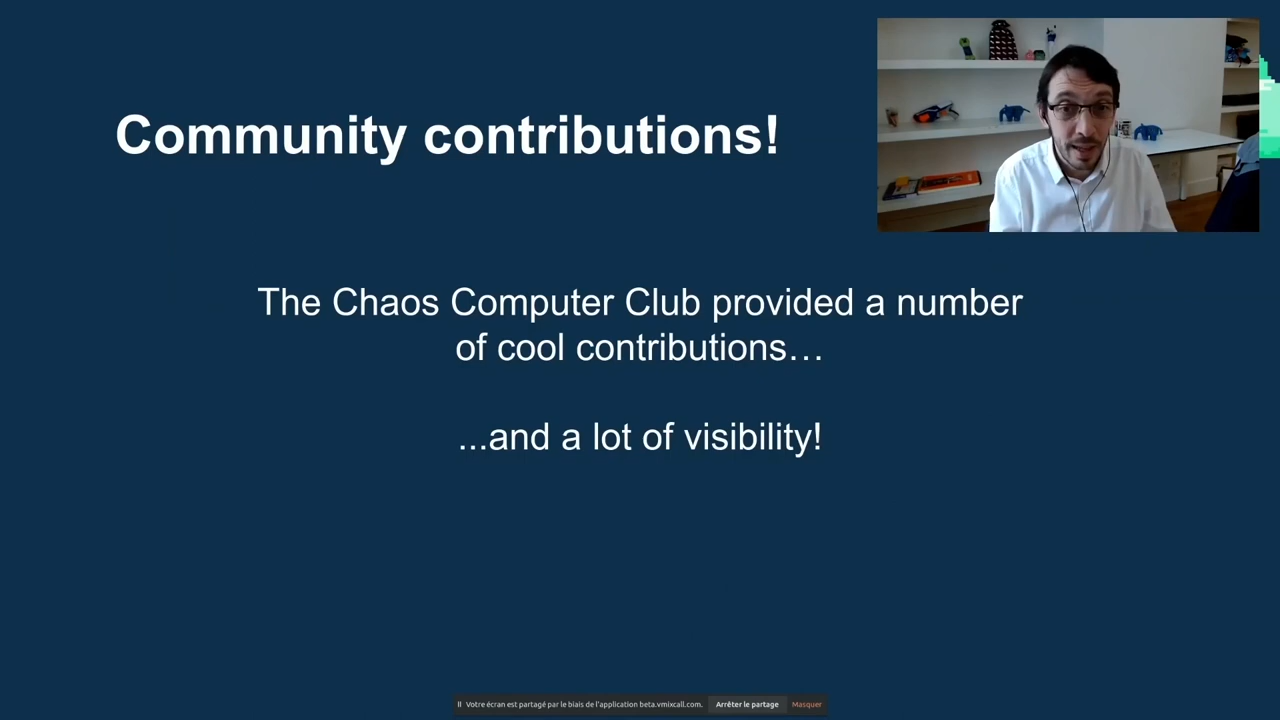 Community contributions!
The Chaos Computer Club provided a number
of cool contributions…
...and a lot of visibility!
Votre écran est partagé par le biais de l'application beta.vmixcall.com. Arrêter le partage Masquer